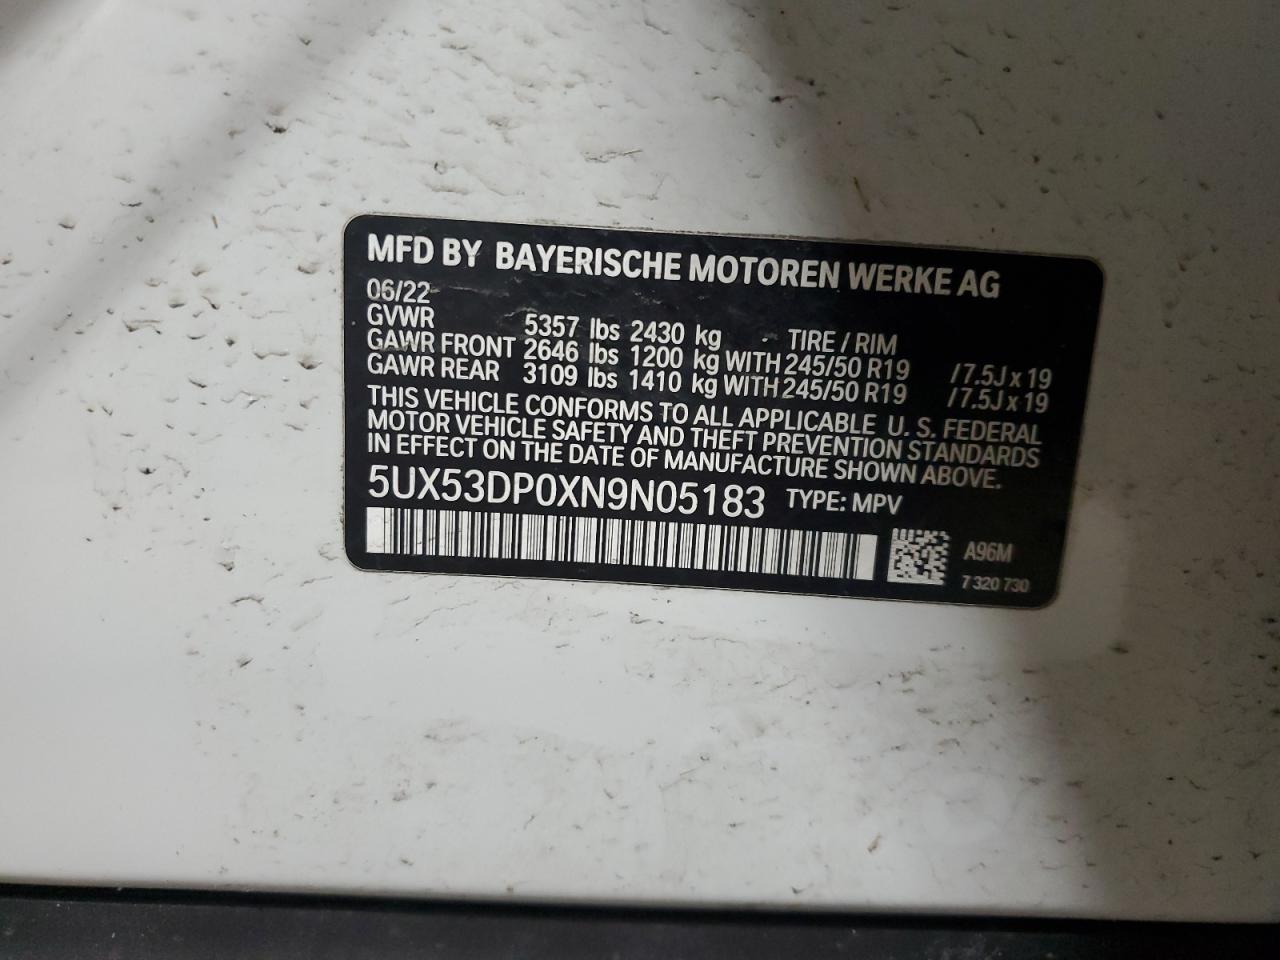 MFD BY BAYERISCHE MOTOREN WERKE AG
06/22
GVWR 5357 lbs 2430 kg TIRE / RIM
GAWR FRONT 2646 lbs 1200 kg WITH 245/50 R19 / 7.5J x 19
GAWR REAR 3109 lbs 1410 kg WITH 245/50 R19 / 7.5J x 19
THIS VEHICLE CONFORMS TO ALL APPLICABLE U. S. FEDERAL
MOTOR VEHICLE SAFETY AND THEFT PREVENTION STANDARDS
IN EFFECT ON THE DATE OF MANUFACTURE SHOWN ABOVE.
5UX53DP0XN9N05183 TYPE: MPV
A96M
7 320 730